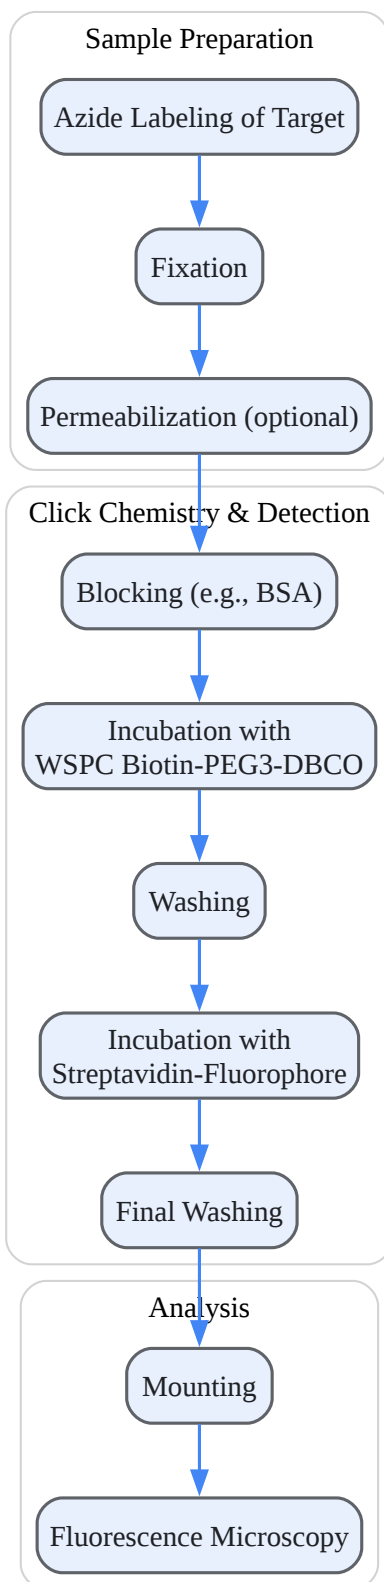 Sample Preparation
Azide Labeling of Target
Fixation
Permeabilization (optional)
Click Chemistry & Detection
Blocking (e.g., BSA)
Incubation with
WSPC Biotin-PEG3-DBCO
Washing
Incubation with
Streptavidin-Fluorophore
Final Washing
Analysis
Mounting
Fluorescence Microscopy